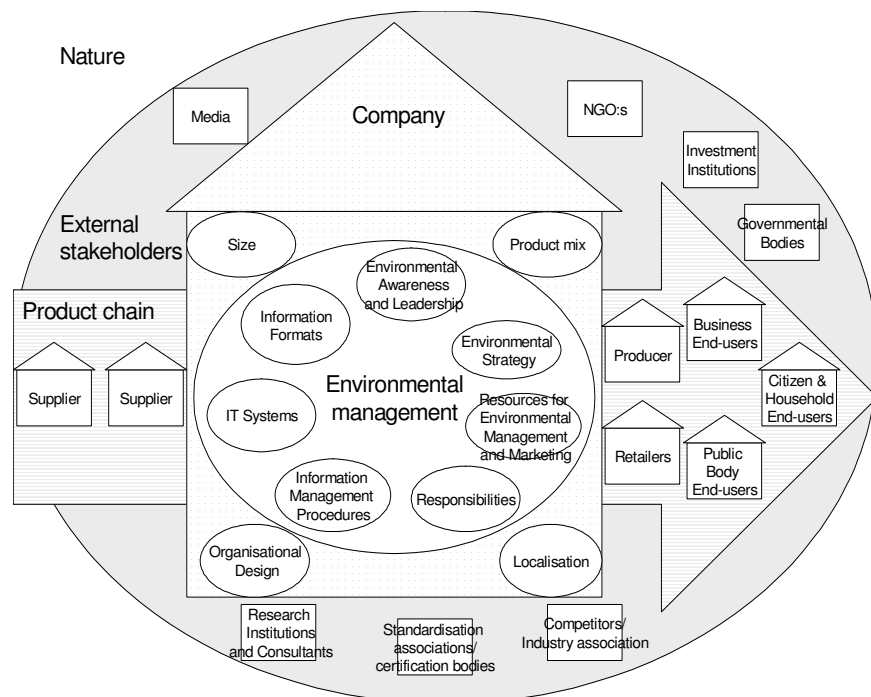 Nature
Media
Company
NGO:s
Investment
Institutions
Governmental
Bodies
External
stakeholders
Size
Product mix
Environmental
Awareness
and Leadership
Product chain
Information
Formats
Environmental
Strategy
Producer
Business
End-users
Supplier
Supplier
IT Systems
Environmental
management
Resources for
Environmental
Management
and Marketing
Citizen &
Household
End-users
Retailers
Public
Body
End-users
Information
Management
Procedures
Responsibilities
Organisational
Design
Localisation
Research
Institutions
and Consultants
Standardisation
associations/
certification bodies
Competitors/
Industry association